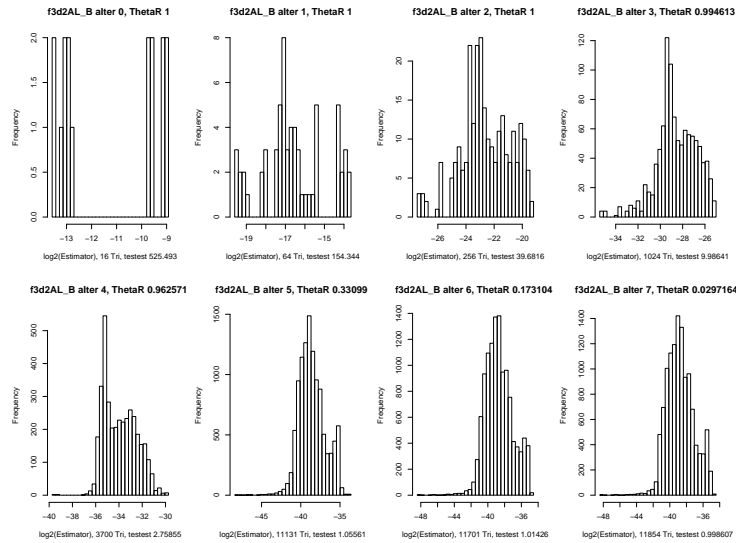 f3d2AL_B alter 0, ThetaR 1
Frequency
0.0 0.5 1.0 1.5 2.0
−13 −12 −11 −10 −9
log2(Estimator), 16 Tri, testest 525.493
f3d2AL_B alter 1, ThetaR 1
Frequency
0 2 4 6 8
−19 −17 −15
log2(Estimator), 64 Tri, testest 154.344
f3d2AL_B alter 2, ThetaR 1
Frequency
0 5 10 15 20
−26 −24 −22 −20
log2(Estimator), 256 Tri, testest 39.6816
f3d2AL_B alter 3, ThetaR 0.994613
Frequency
0 20 40 60 80 100 120
−34 −32 −30 −28 −26
log2(Estimator), 1024 Tri, testest 9.98641
f3d2AL_B alter 4, ThetaR 0.962571
Frequency
0 100 200 300 400 500
−40 −38 −36 −34 −32 −30
log2(Estimator), 3700 Tri, testest 2.75855
f3d2AL_B alter 5, ThetaR 0.33099
Frequency
0 500 1000 1500
−45 −40 −35
log2(Estimator), 11131 Tri, testest 1.05561
f3d2AL_B alter 6, ThetaR 0.173104
Frequency
0 200 400 600 800 1000 1200 1400
−48 −44 −40 −36
log2(Estimator), 11701 Tri, testest 1.01426
f3d2AL_B alter 7, ThetaR 0.0297164
Frequency
0 200 400 600 800 1000 1400
−48 −44 −40 −36
log2(Estimator), 11854 Tri, testest 0.998607